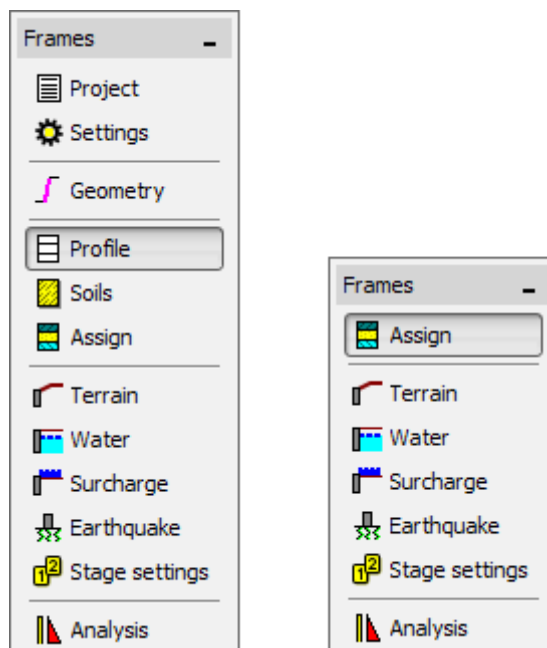 Frames
Project
Settings
Geometry
Profile
Soils
Assign
Terrain
Water
Surcharge
Earthquake
Stage settings
Analysis
Frames
Assign
Terrain
Water
Surcharge
Earthquake
Stage settings
Analysis